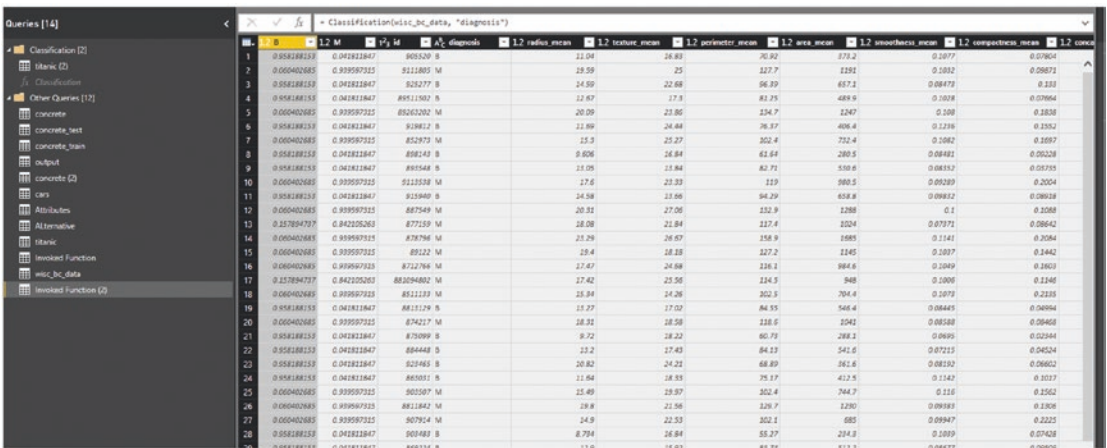 Queries [14]
= Classification(wisc_bc_data, "diagnosis")
Classification [2]
titanic (2)
Classification
Other Queries [12]
concrete
concrete_test
concrete_train
output
concrete (2)
cars
Attributes
ALternative
titanic
Invoked Function
wisc_bc_data
Invoked Function (2)
1.2 B 1.2 M 1²3 id ABC diagnosis 1.2 radius_mean 1.2 texture_mean 1.2 perimeter_mean 1.2 area_mean 1.2 smoothness_mean 1.2 compactness_mean 1.2
1 0.958188153 0.041811847 B 11.04 16.83 70.92 373.2 0.1077 0.07804
2 0.060402685 0.939597315 9111805 M 19.59 25 127.7 1191 0.1032 0.09871
3 0.958188153 0.041811847 925277 B 14.59 22.68 96.39 657.1 0.08473 0.133
4 0.958188153 0.041811847 89511502 B 12.67 17.3 81.25 489.9 0.1028 0.07664
5 0.060402685 0.939597315 89263202 M 20.09 23.86 134.7 1247 0.108 0.1838
6 0.958188153 0.041811847 919812 B 11.69 24.44 76.37 406.4 0.1236 0.1552
7 0.060402685 0.939597315 852973 M 15.3 25.27 102.4 732.4 0.1082 0.1697
8 0.958188153 0.041811847 898143 B 9.606 16.84 61.64 280.5 0.08481 0.09228
9 0.958188153 0.041811847 893548 B 13.05 13.84 82.71 530.6 0.08352 0.03735
10 0.060402685 0.939597315 9113538 M 17.6 23.33 119 980.5 0.09289 0.2004
11 0.958188153 0.041811847 915940 B 14.58 13.66 94.29 658.8 0.09832 0.08918
12 0.060402685 0.939597315 887549 M 20.31 27.06 132.9 1288 0.1 0.1088
13 0.157894737 0.842105263 877159 M 18.08 21.84 117.4 1024 0.07371 0.08642
14 0.060402685 0.939597315 878796 M 23.29 26.67 158.9 1685 0.1141 0.2084
15 0.060402685 0.939597315 89122 M 19.4 18.18 127.2 1145 0.1037 0.1442
16 0.060402685 0.939597315 8712766 M 17.47 24.68 116.1 984.6 0.1049 0.1603
17 0.157894737 0.842105263 881094802 M 17.42 25.56 114.5 948 0.1006 0.1146
18 0.060402685 0.939597315 8511133 M 15.34 14.26 102.5 704.4 0.1073 0.2135
19 0.958188153 0.041811847 8815129 B 13.27 17.02 84.55 546.4 0.08445 0.04994
20 0.060402685 0.939597315 874217 M 18.31 18.58 118.6 1041 0.08588 0.08468
21 0.958188153 0.041811847 875099 B 9.72 18.22 60.73 288.1 0.0695 0.02344
22 0.958188153 0.041811847 884448 B 13.2 17.43 84.13 541.6 0.07215 0.04524
23 0.958188153 0.041811847 925465 B 10.82 24.21 68.89 361.6 0.08192 0.06602
24 0.958188153 0.041811847 863031 B 11.64 18.33 75.17 412.5 0.1142 0.1017
25 0.060402685 0.939597315 903507 M 15.49 19.97 102.4 744.7 0.116 0.1562
26 0.060402685 0.939597315 8811842 M 19.8 21.56 129.7 1230 0.09383 0.1306
27 0.060402685 0.939597315 907914 M 14.9 22.53 102.1 685 0.09947 0.2225
28 0.958188153 0.041811847 903483 B 8.734 16.84 55.27 234.3 0.1039 0.07428